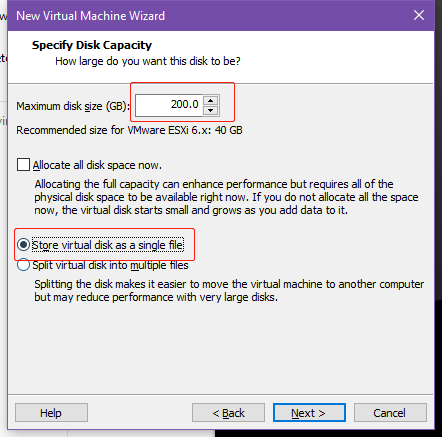 New Virtual Machine Wizard
Specify Disk Capacity
How large do you want this disk to be?
Maximum disk size (GB): 200.0
Recommended size for VMware ESXi 6.x: 40 GB
Allocate all disk space now.
Allocating the full capacity can enhance performance but requires all of the
physical disk space to be available right now. If you do not allocate all the space
now, the virtual disk starts small and grows as you add data to it.
Store virtual disk as a single file
Split virtual disk into multiple files
Splitting the disk makes it easier to move the virtual machine to another computer
but may reduce performance with very large disks.
Help
< Back
Next >
Cancel